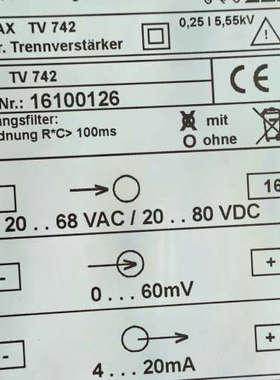 AX TV 742
0,25 l 5,55kV
r. Trennverstärker
TV 742
CE
Nr.: 16100126
ngsfilter:
dnung R*C> 100ms
mit
ohne
16
20 . . 68 VAC / 20 . . 80 VDC
-
+
0 . . . 60mV
-
+
4 . . . 20mA